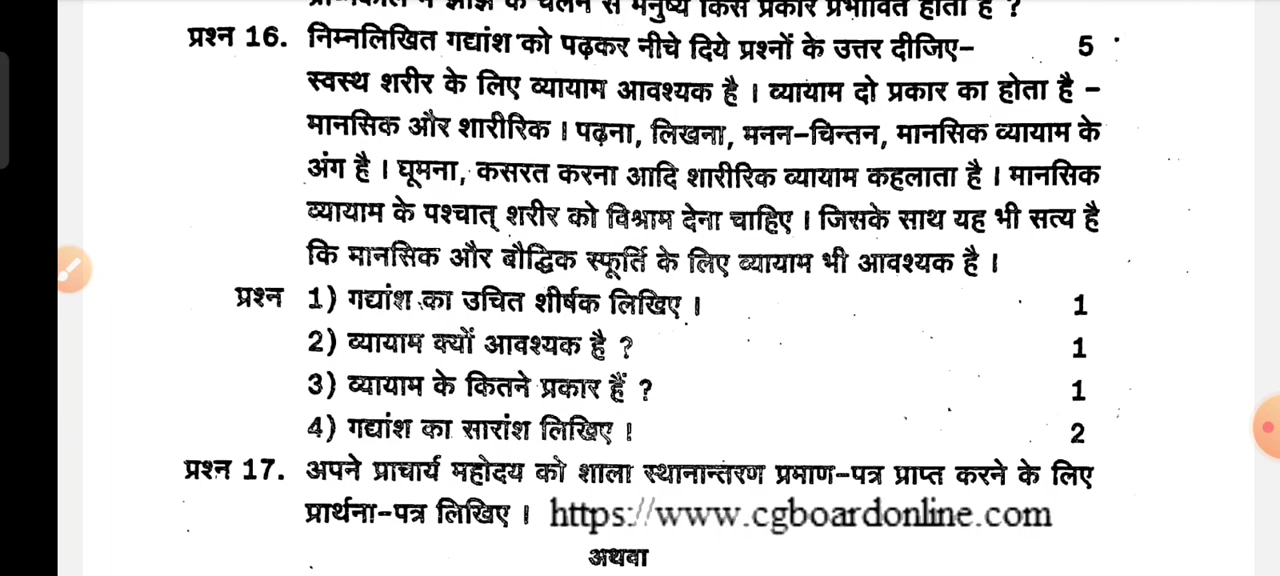 प्रश्न 16. निम्नलिखित गद्यांश को पढ़कर नीचे दिये प्रश्नों के उत्तर दीजिए- 5
स्वस्थ शरीर के लिए व्यायाम आवश्यक है । व्यायाम दो प्रकार का होता है -
मानसिक और शारीरिक । पढ़ना, लिखना, मनन-चिन्तन, मानसिक व्यायाम के
अंग है । घूमना, कसरत करना आदि शारीरिक व्यायाम कहलाता है । मानसिक
व्यायाम के पश्चात् शरीर को विश्राम देना चाहिए । जिसके साथ यह भी सत्य है
कि मानसिक और बौद्धिक स्फूर्ति के लिए व्यायाम भी आवश्यक है ।
प्रश्न 1) गद्यांश का उचित शीर्षक लिखिए । 1
2) व्यायाम क्यों आवश्यक है ? 1
3) व्यायाम के कितने प्रकार हैं ? 1
4) गद्यांश का सारांश लिखिए । 2
प्रश्न 17. अपने प्राचार्य महोदय को शाला स्थानान्तरण प्रमाण-पत्र प्राप्त करने के लिए
प्रार्थना-पत्र लिखिए । https://www.cgboardonline.com
अथवा